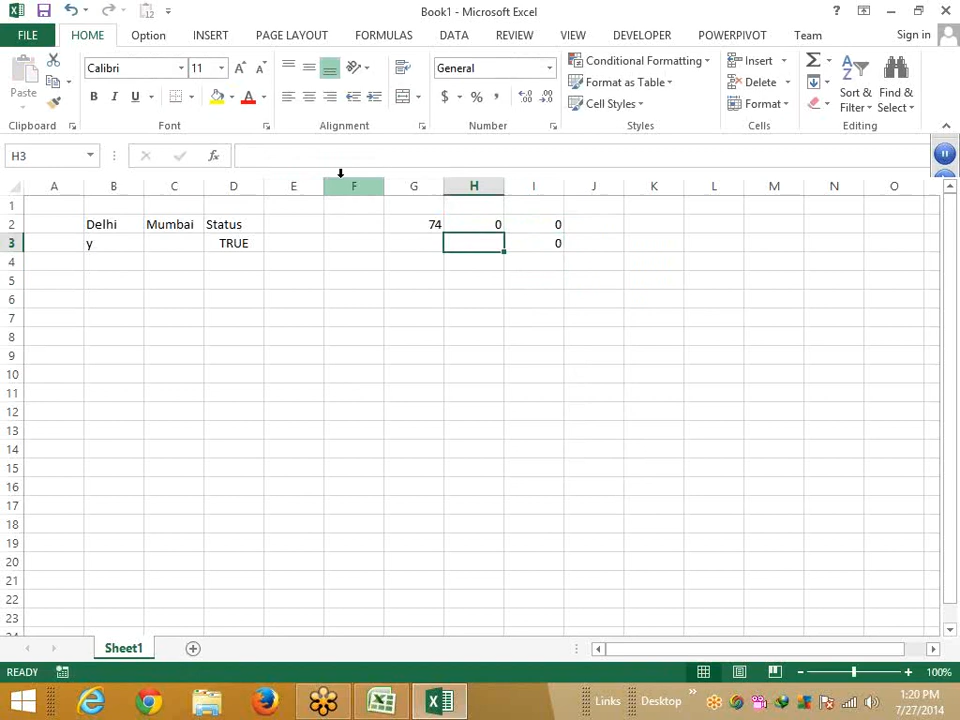 Book1 - Microsoft Excel
?
FILE HOME Option INSERT PAGE LAYOUT FORMULAS DATA REVIEW VIEW DEVELOPER POWERPIVOT Team Sign in
Paste
Calibri 11
B I U
General
$ % ,
Conditional Formatting
Format as Table
Cell Styles
Insert
Delete
Format
Sort & Filter
Find & Select
Clipboard Font Alignment Number Styles Cells Editing
H3
fx
A B C D E F G H I J K L M N O
1
2 Delhi Mumbai Status 74 0 0
3 y TRUE 0
4
5
6
7
8
9
10
11
12
13
14
15
16
17
18
19
20
21
22
23
24
Sheet1
READY 100%
Links Desktop 1:20 PM
7/27/2014